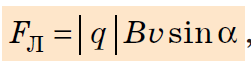 F_Л = |q|Bv sin α,